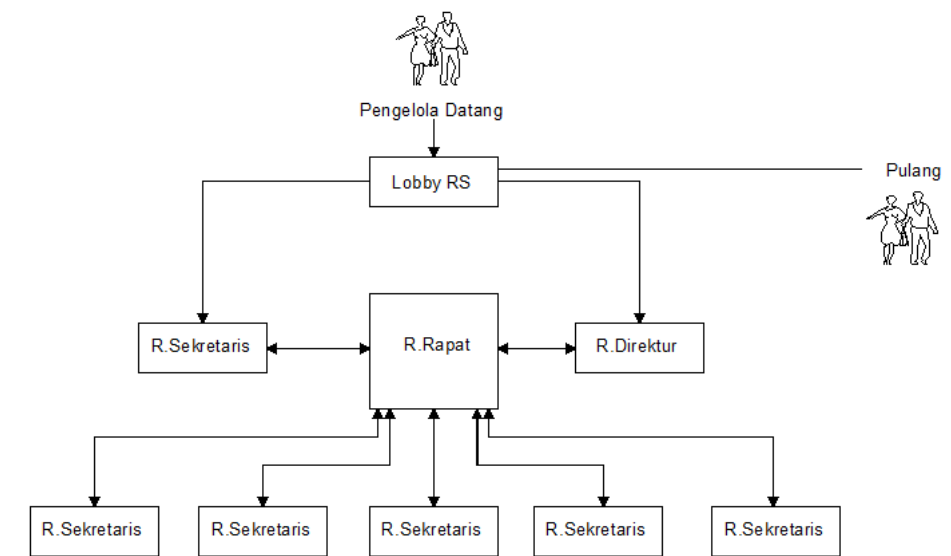 Pengelola Datang
Lobby RS
Pulang
R.Sekretaris
R.Rapat
R.Direktur
R.Sekretaris
R.Sekretaris
R.Sekretaris
R.Sekretaris
R.Sekretaris